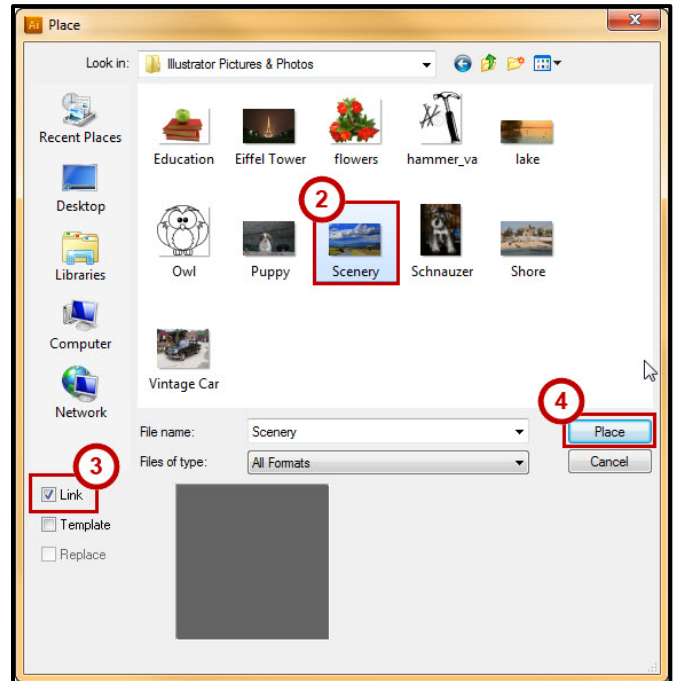 Ai Place
Look in: Illustrator Pictures & Photos
Recent Places
Desktop
Libraries
Computer
Network
Education Eiffel Tower flowers hammer_va lake
2
Owl Puppy Scenery Schnauzer Shore
Vintage Car
4
File name: Scenery Place
Files of type: All Formats Cancel
3
Link
Template
Replace